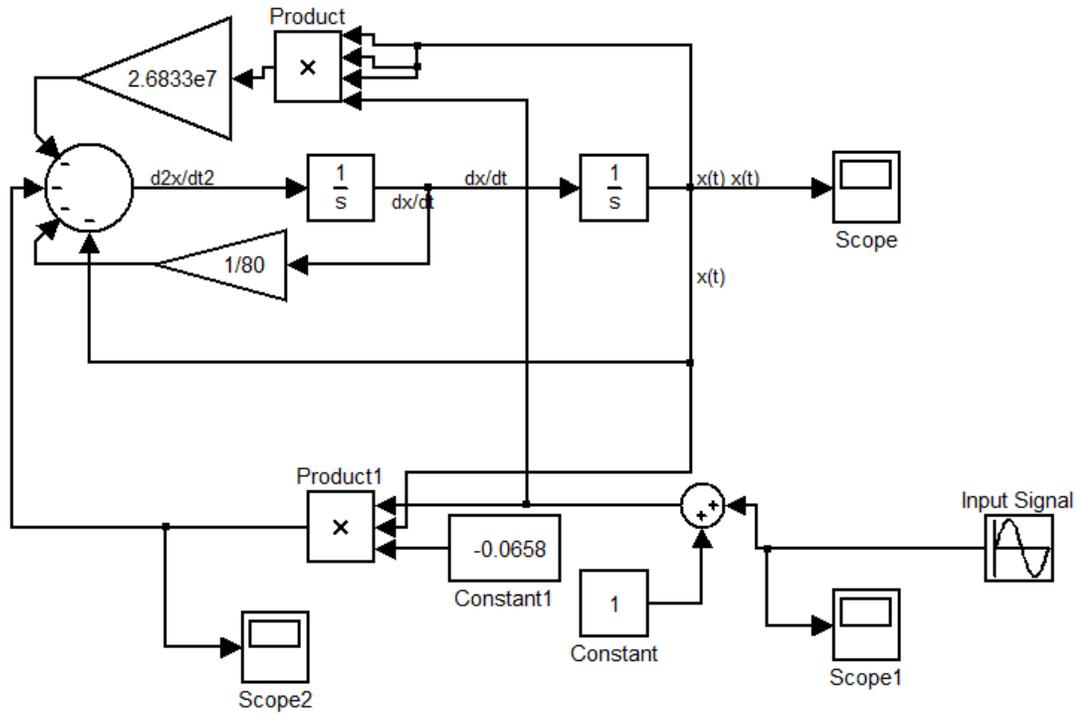 Product
×
2.6833e7
-
-
-
-
d2x/dt2
1
s
dx/dt
dx/dt
1
s
x(t) x(t)
Scope
1/80
x(t)
Product1
×
Input Signal
+
+
-0.0658
Constant1
1
Constant
Scope1
Scope2